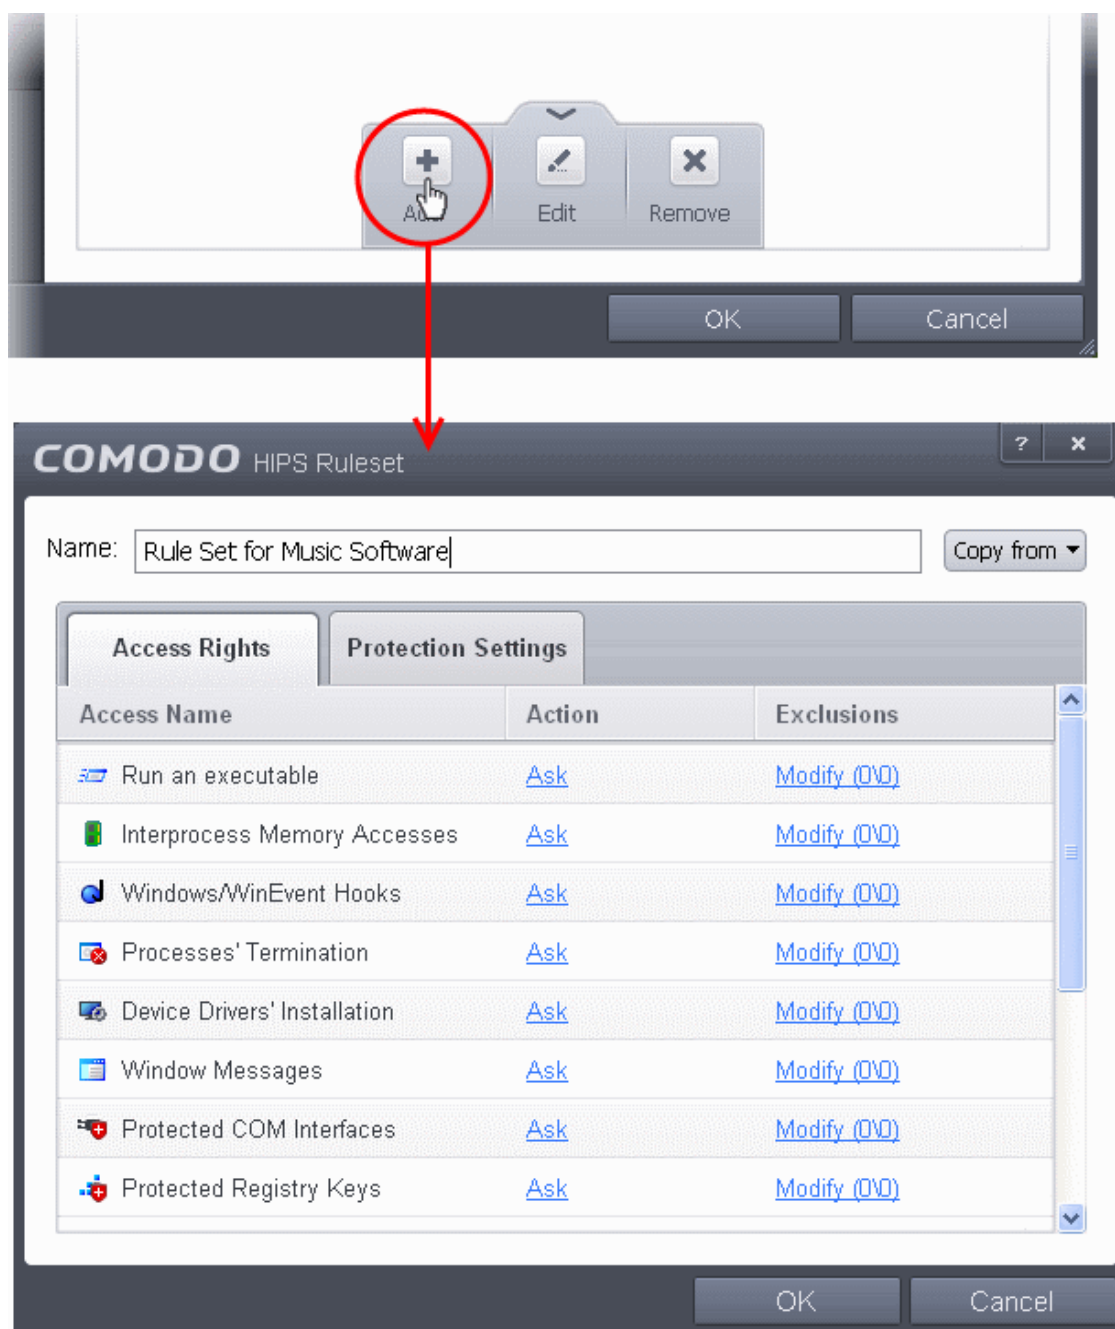 Edit Remove
OK Cancel
COMODO HIPS Ruleset ? x
Name: Rule Set for Music Software Copy from
Access Rights Protection Settings
Access Name Action Exclusions
Run an executable Ask Modify (0\0)
Interprocess Memory Accesses Ask Modify (0\0)
Windows/WinEvent Hooks Ask Modify (0\0)
Processes' Termination Ask Modify (0\0)
Device Drivers' Installation Ask Modify (0\0)
Window Messages Ask Modify (0\0)
Protected COM Interfaces Ask Modify (0\0)
Protected Registry Keys Ask Modify (0\0)
OK Cancel